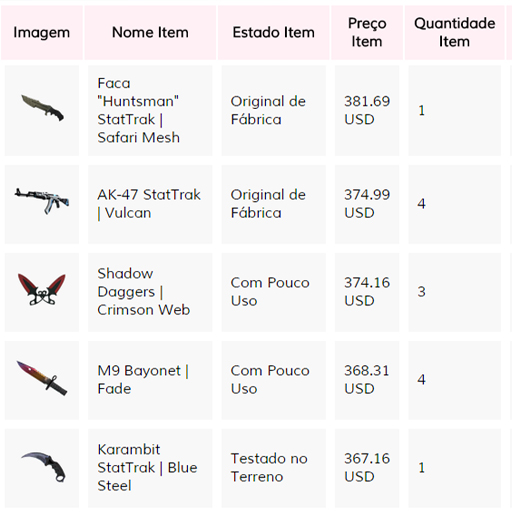 Imagem Nome Item Estado Item Preço Item Quantidade Item
Faca
"Huntsman"
StatTrak |
Safari Mesh
Original de
Fábrica
381.69
USD
1
AK-47 StatTrak
| Vulcan
Original de
Fábrica
374.99
USD
4
Shadow
Daggers |
Crimson Web
Com Pouco
Uso
374.16
USD
3
M9 Bayonet |
Fade
Com Pouco
Uso
368.31
USD
4
Karambit
StatTrak | Blue
Steel
Testado no
Terreno
367.16
USD
1